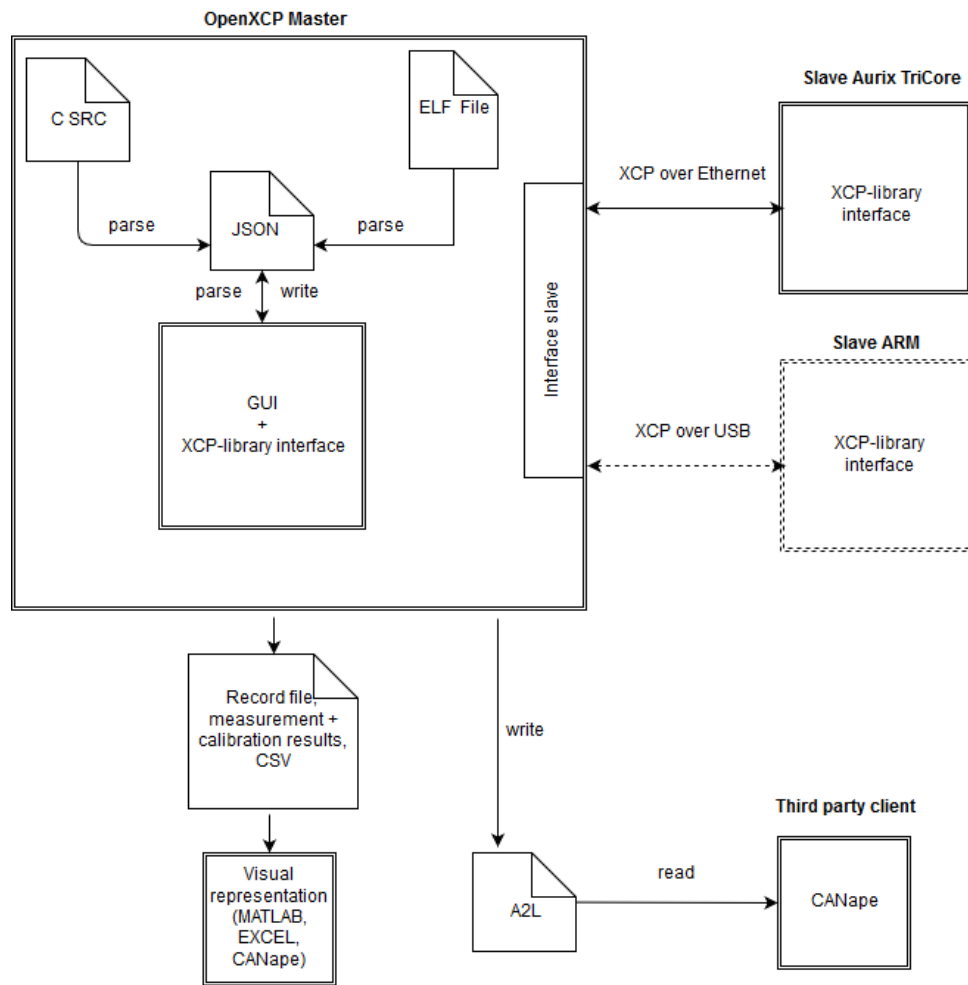 OpenXCP Master
C SRC
ELF File
Slave Aurix TriCore
XCP over Ethernet
XCP-library
interface
parse
JSON
parse
parse
write
Interface slave
Slave ARM
GUI
+
XCP-library interface
XCP over USB
XCP-library
interface
Record file,
measurement +
calibration results,
CSV
write
Third party client
Visual
representation
(MATLAB,
EXCEL,
CANape)
A2L
read
CANape